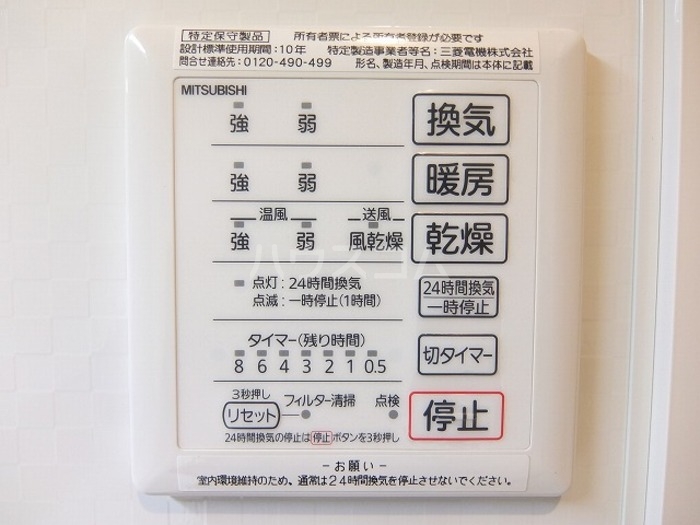 特定保守製品 所有者票による所有者登録が必要です
設計標準使用期間:10年 特定製造事業者等名:三菱電機株式会社
問合せ連絡先:0120-490-499 形名、製造年月、点検期間は本体に記載
MITSUBISHI
強 弱 換気
強 弱 暖房
温風 送風
強 弱 風乾燥 乾燥
点灯:24時間換気
点滅:一時停止(1時間)
24時間換気
一時停止
タイマー(残り時間)
8 6 4 3 2 1 0.5
切タイマー
3秒押し
リセット フィルター清掃 点検
停止
24時間換気の停止は停止ボタンを3秒押し
-お願い-
室内環境維持のため、通常は24時間換気を停止させないでください。
ハウスコム